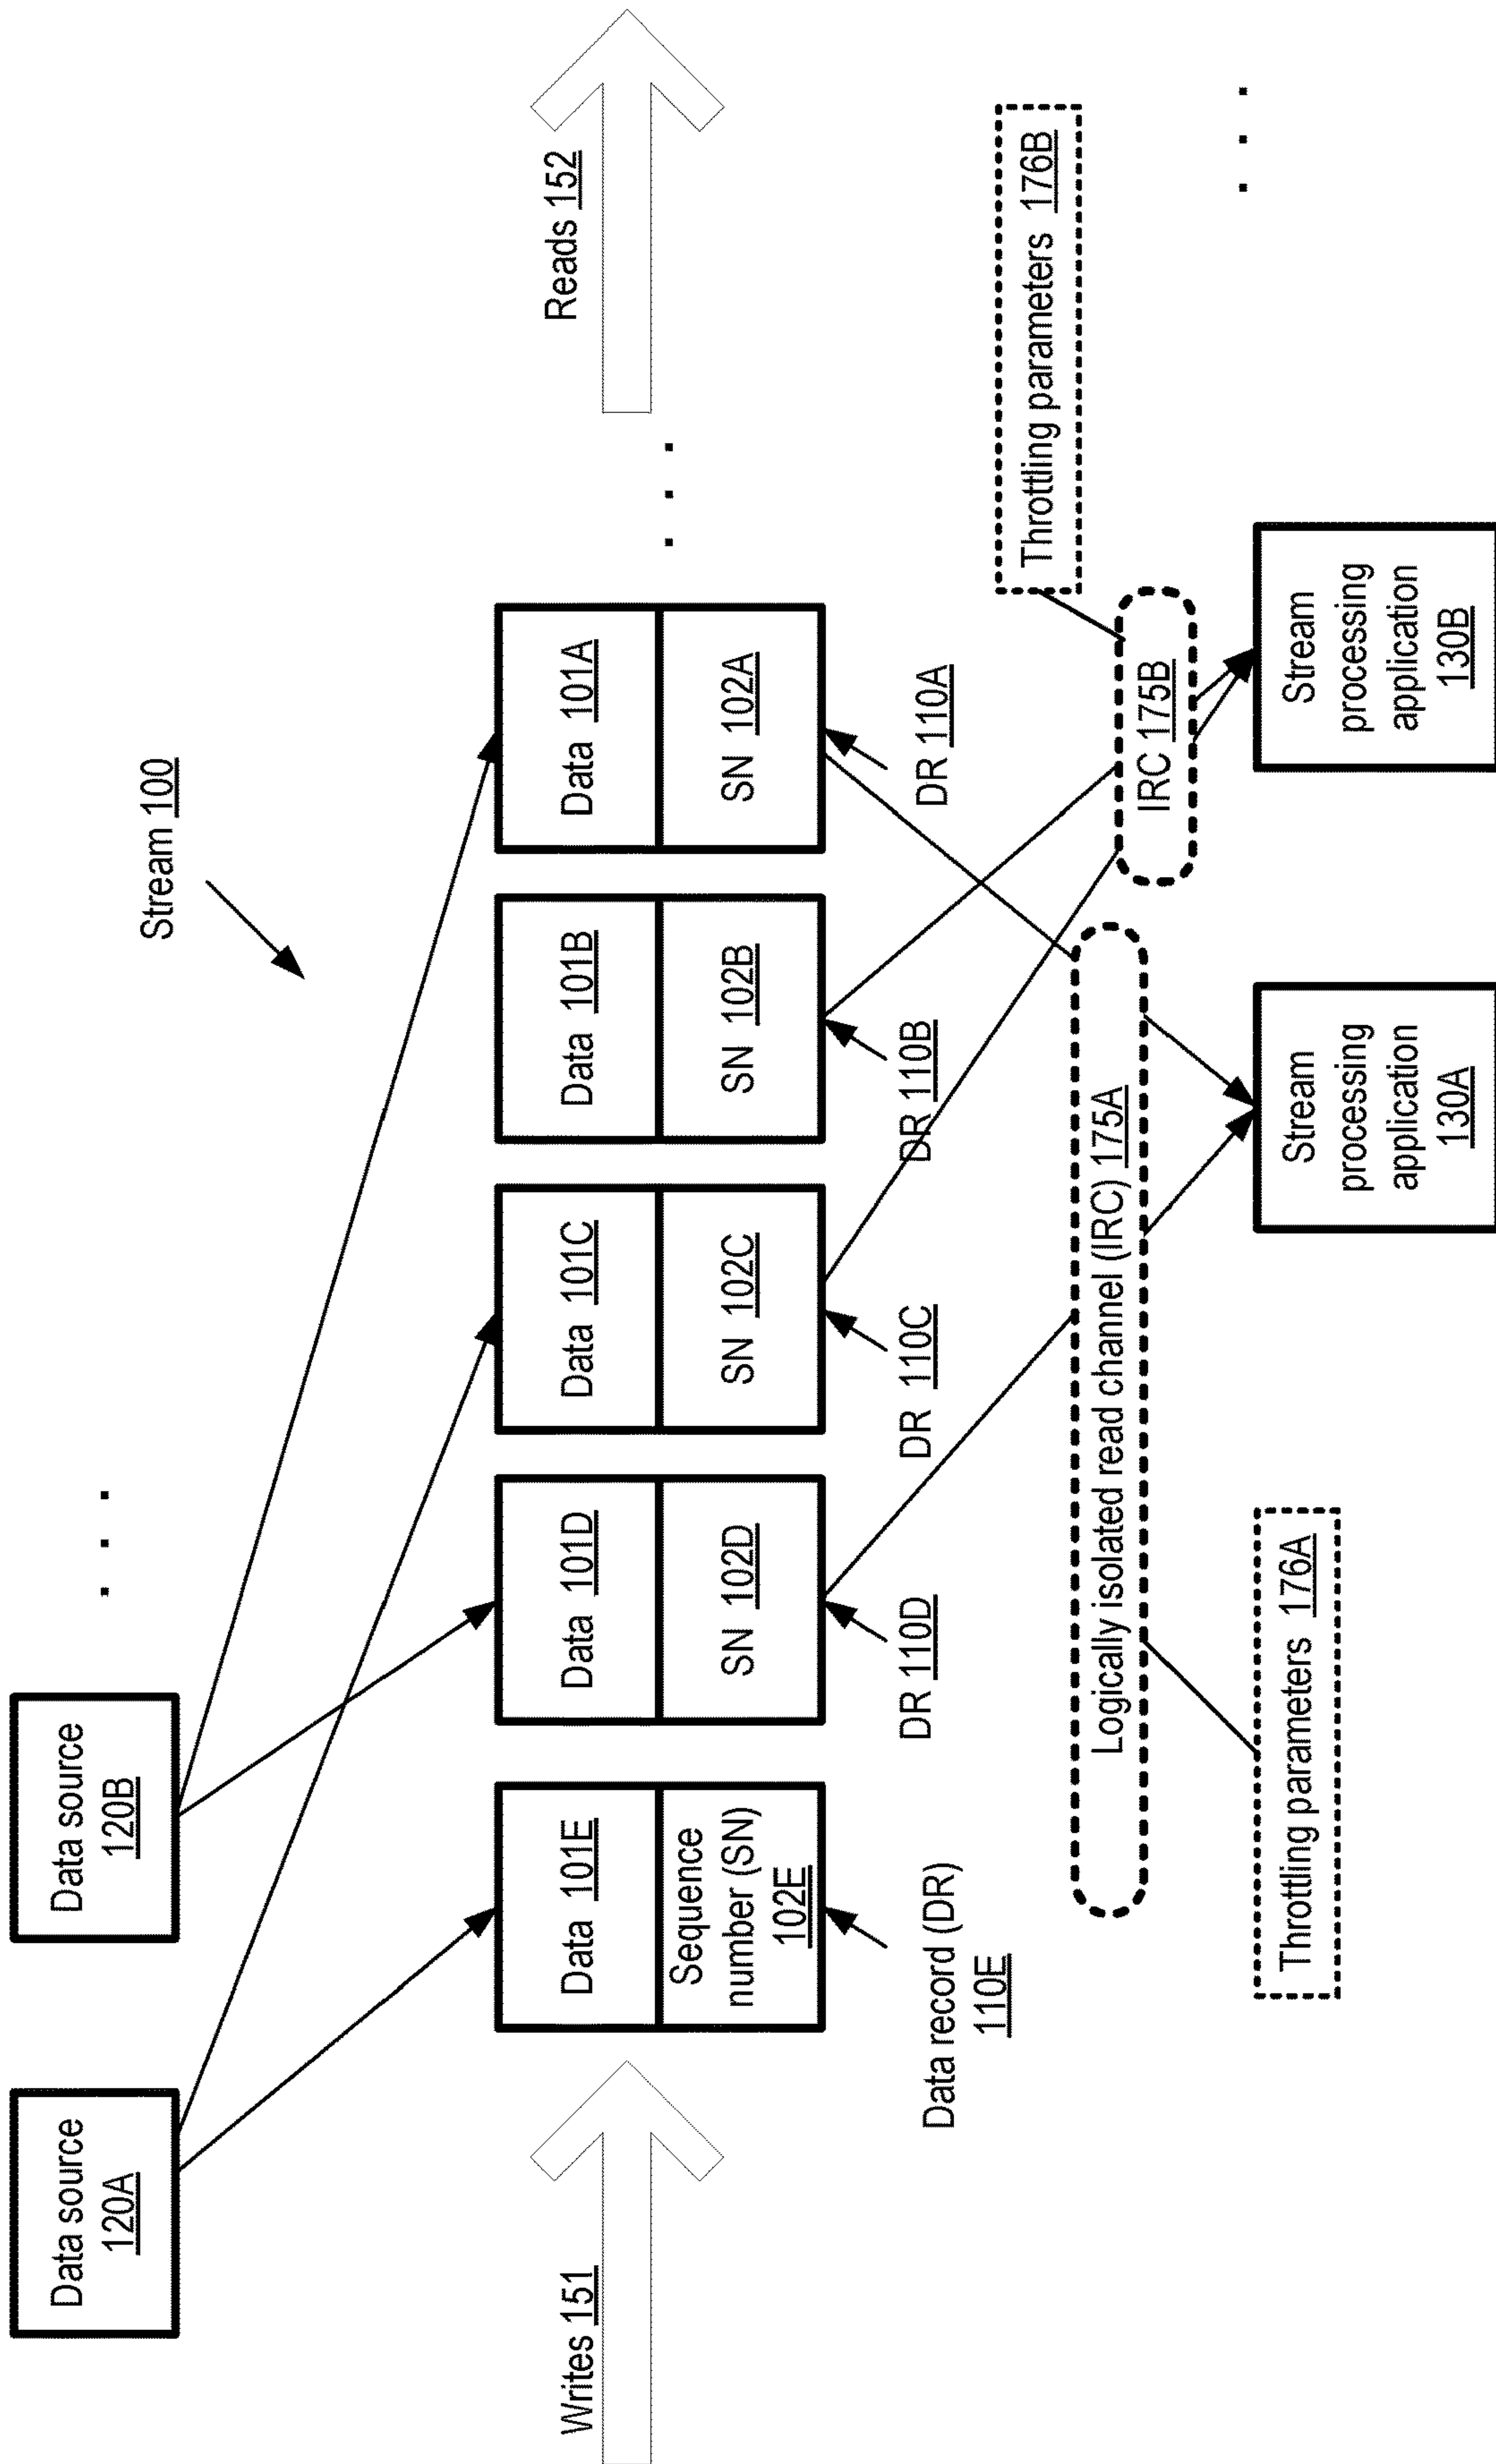 Data source
120A
Data source
120B
. . .
Stream 100
Writes 151
Reads 152
Data 101E
Data 101D
Data 101C
Data 101B
Data 101A
Sequence
number (SN)
102E
SN 102D
SN 102C
SN 102B
SN 102A
. . .
Data record (DR)
110E
DR 110D
DR 110C
DR 110B
DR 110A
Throttling parameters 176B
Logically isolated read channel (IRC) 175A
IRC 175B
Throttling parameters 176A
Stream
processing
application
130A
Stream
processing
application
130B
. . .